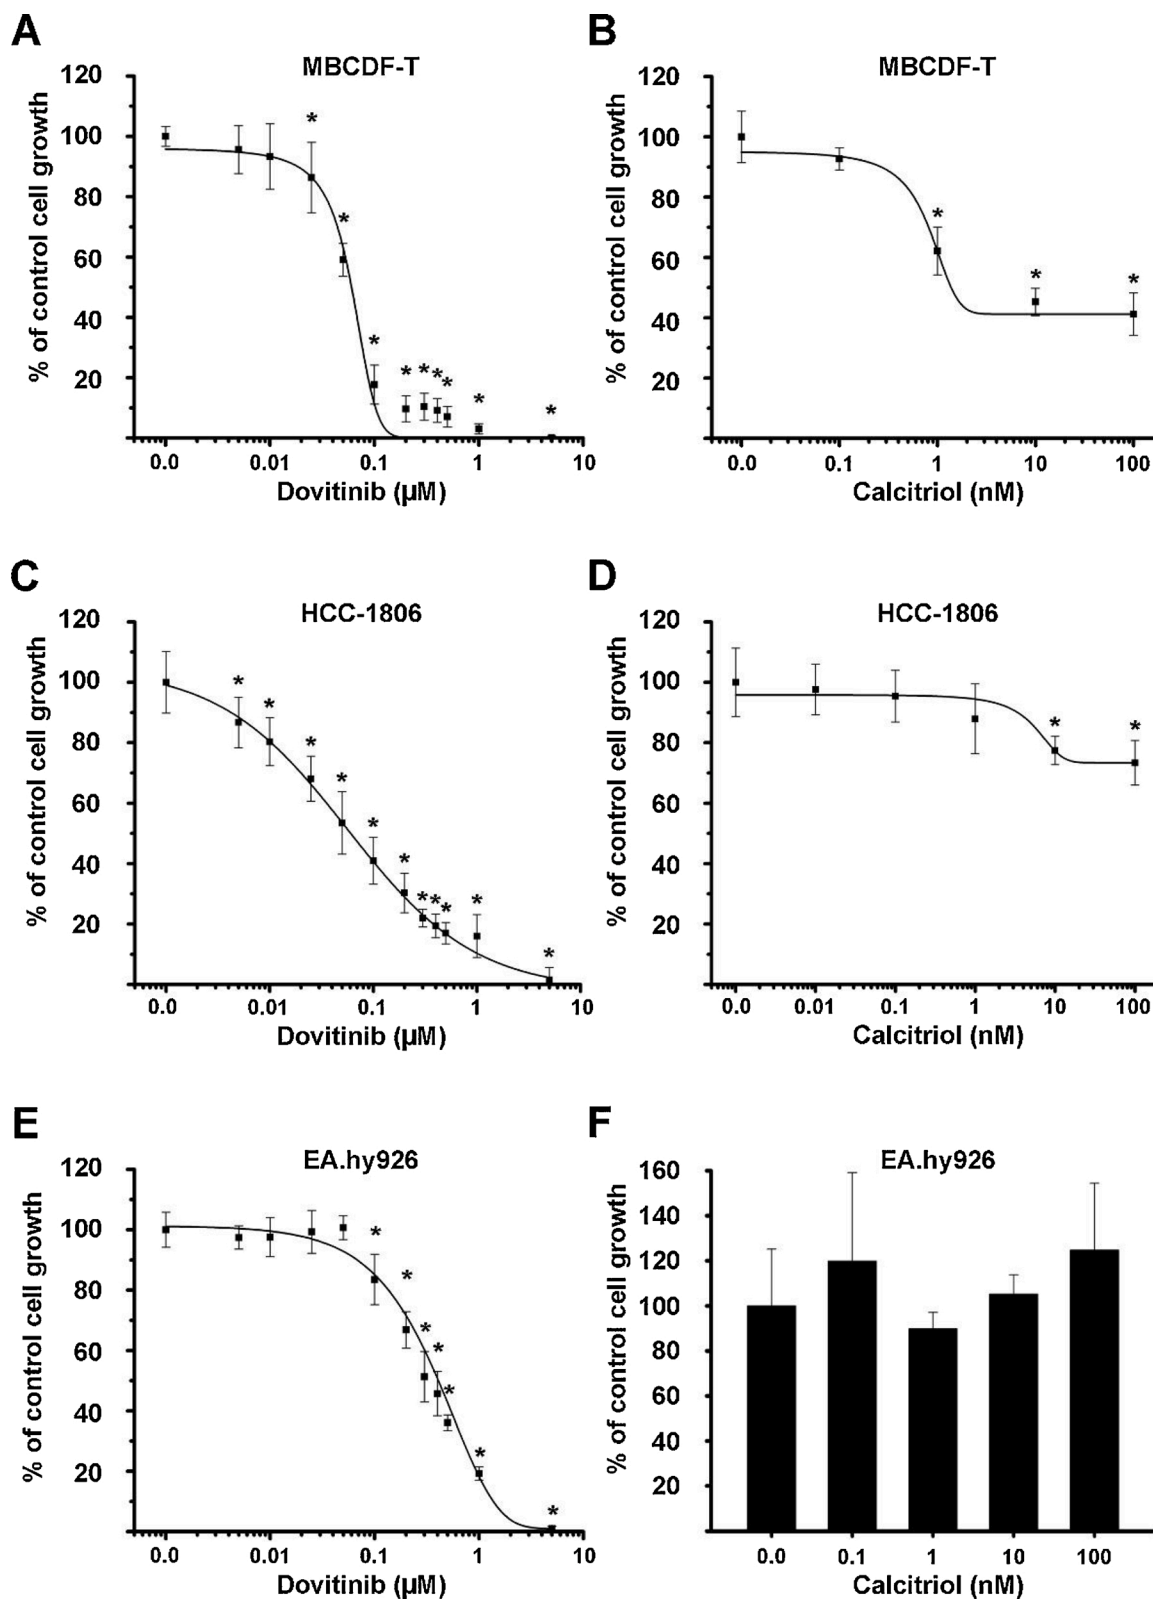 A
MBCDF-T
120
100
80
60
40
20
% of control cell growth
* * * * * * * * *
0.0 0.01 0.1 1 10
Dovitinib (µM)
B
MBCDF-T
120
100
80
60
40
20
% of control cell growth
* * *
0.0 0.1 1 10 100
Calcitriol (nM)
C
HCC-1806
120
100
80
60
40
20
% of control cell growth
* * * * * * * * * * *
0.0 0.01 0.1 1 10
Dovitinib (µM)
D
HCC-1806
120
100
80
60
40
20
% of control cell growth
* *
0.0 0.01 0.1 1 10 100
Calcitriol (nM)
E
EA.hy926
120
100
80
60
40
20
% of control cell growth
* * * * * * *
0.0 0.01 0.1 1 10
Dovitinib (µM)
F
EA.hy926
160
140
120
100
80
60
40
20
% of control cell growth
0.0 0.1 1 10 100
Calcitriol (nM)